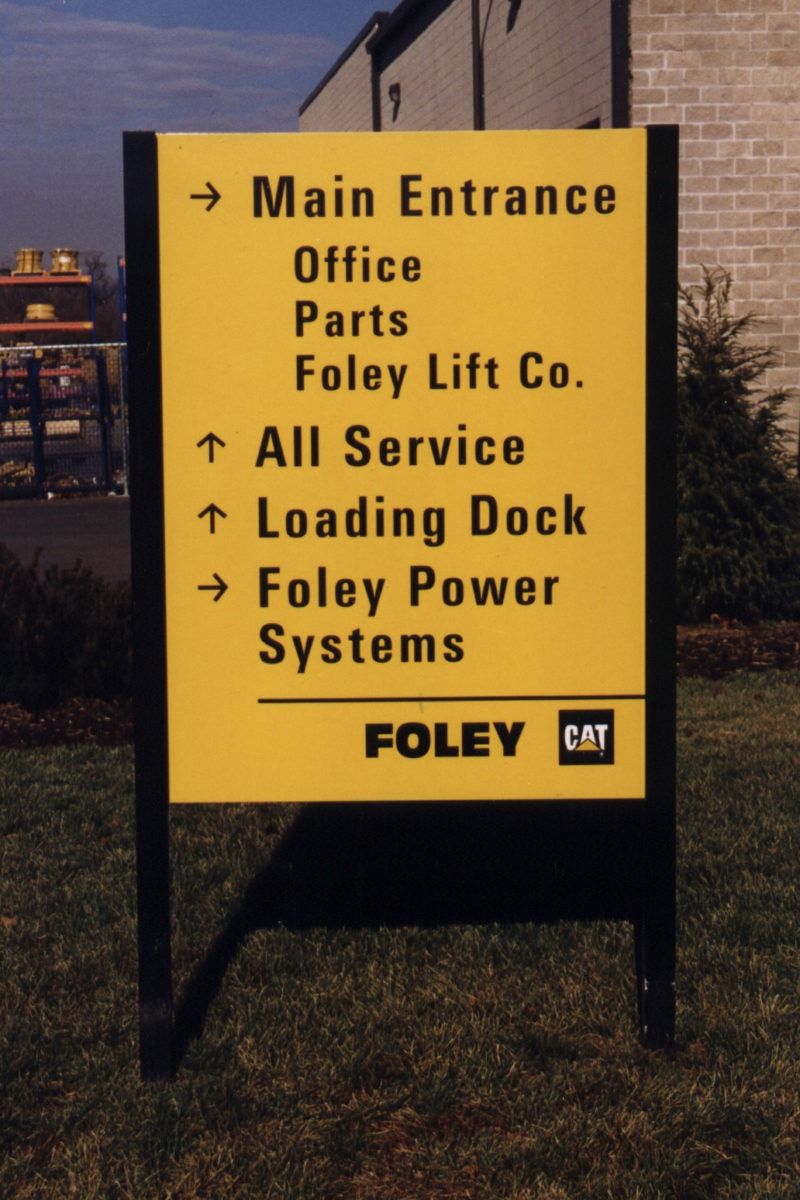 → Main Entrance
Office
Parts
Foley Lift Co.
↑ All Service
↑ Loading Dock
→ Foley Power
Systems
FOLEY CAT